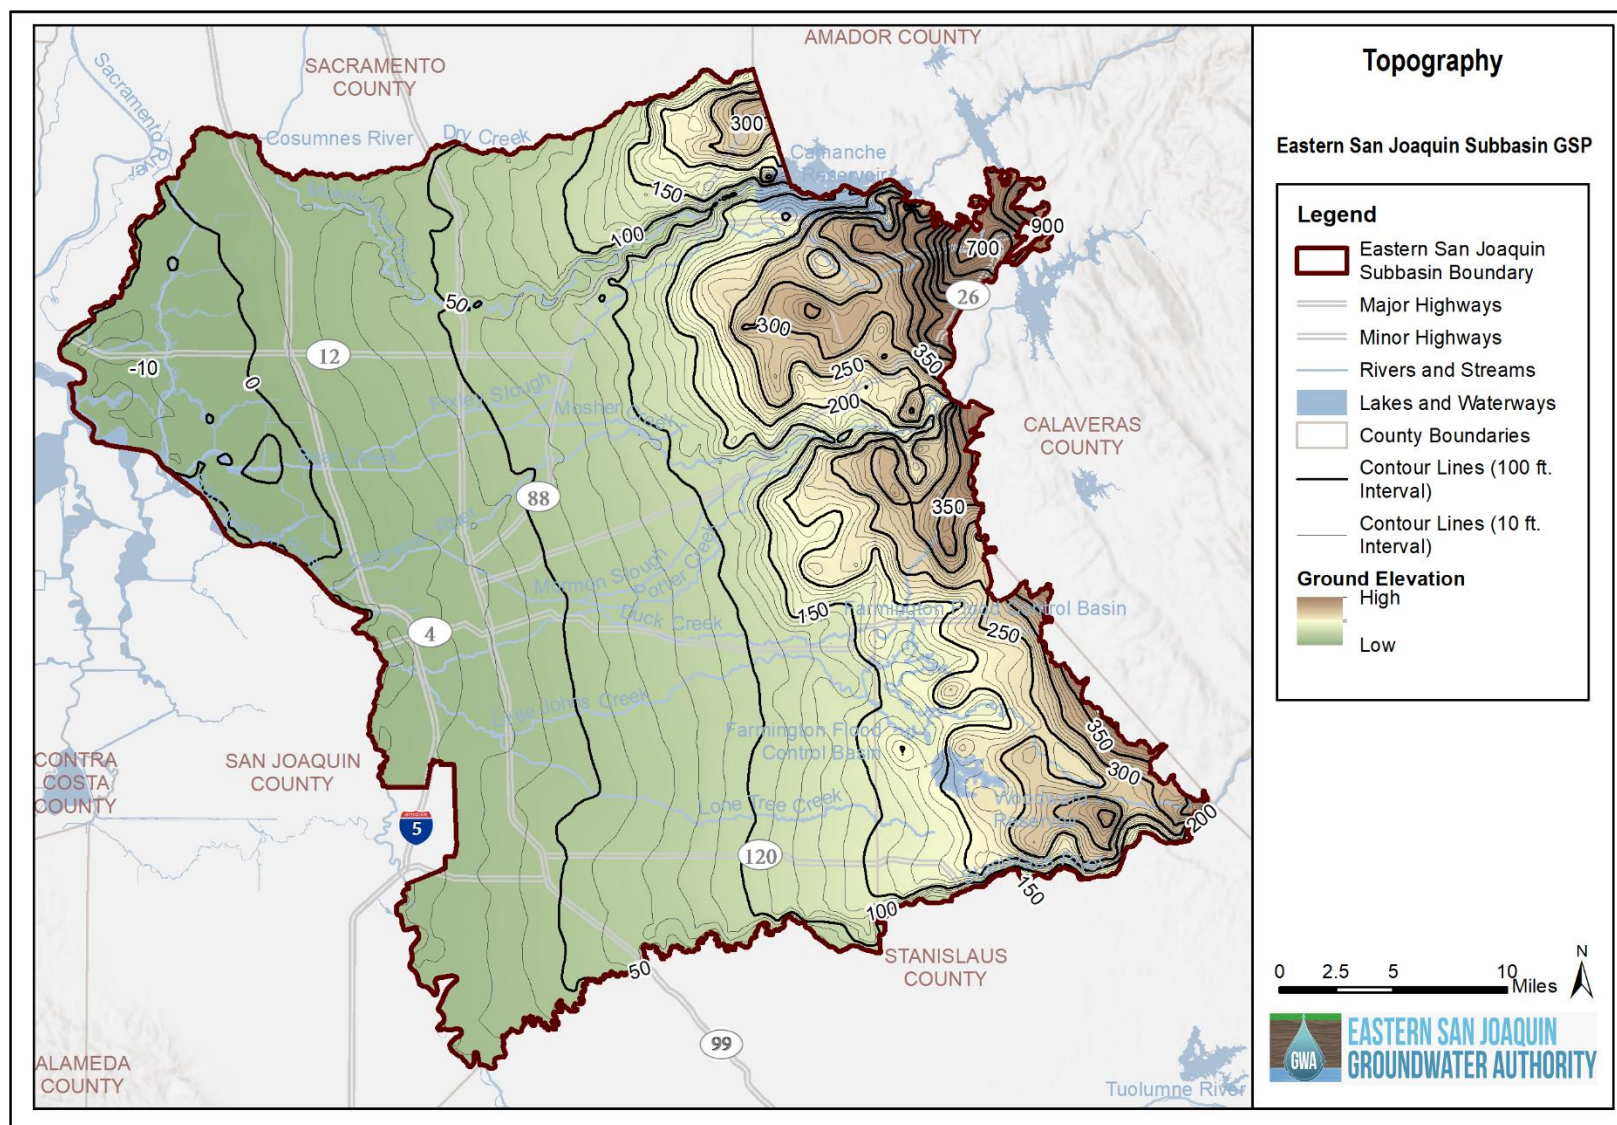 AMADOR COUNTY
SACRAMENTO
COUNTY
Sacramento
River
Cosumnes River
Dry Creek
Camanche
Reservoir
300
150
100
50
900
700
26
12
-10
0
300
350
250
200
Pixley Slough
Mosher Creek
CALAVERAS
COUNTY
88
350
Mormon Slough
Potter Creek
Duck Creek
150
Farmington Flood Control Basin
250
4
Little Johns Creek
Farmington Flood
Control Basin
350
300
200
CONTRA
COSTA
COUNTY
SAN JOAQUIN
COUNTY
Lone Tree Creek
Woodward
Reservoir
INTERSTATE
5
120
150
100
50
STANISLAUS
COUNTY
99
ALAMEDA
COUNTY
Tuolumne River
Topography
Eastern San Joaquin Subbasin GSP
Legend
Eastern San Joaquin
Subbasin Boundary
Major Highways
Minor Highways
Rivers and Streams
Lakes and Waterways
County Boundaries
Contour Lines (100 ft.
Interval)
Contour Lines (10 ft.
Interval)
Ground Elevation
High
Low
N
0 2.5 5 10
Miles
GWA
EASTERN SAN JOAQUIN
GROUNDWATER AUTHORITY